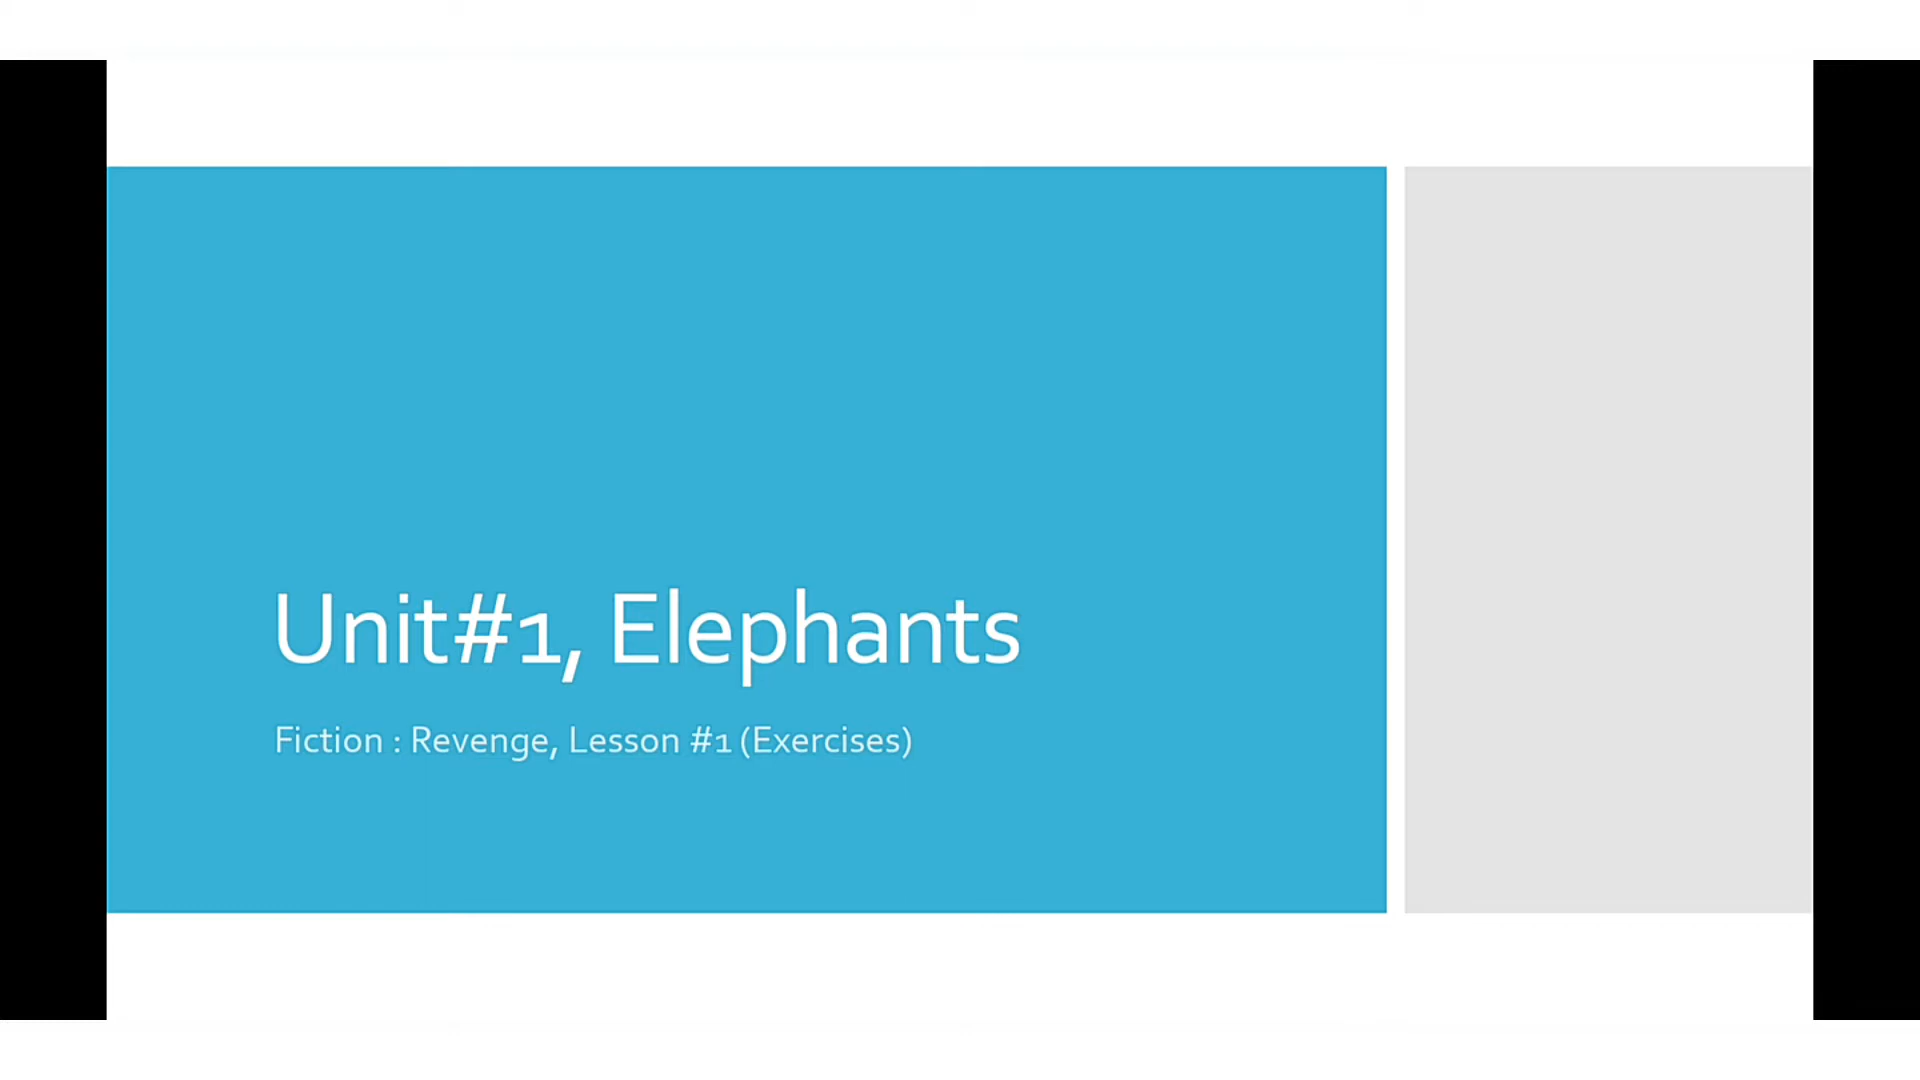 Unit#1, Elephants
Fiction : Revenge, Lesson #1 (Exercises)